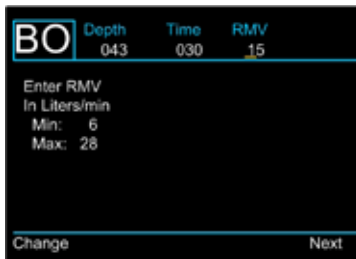 BO Depth Time RMV
043 030 15
Enter RMV
In Liters/min
Min: 6
Max: 28
Change Next